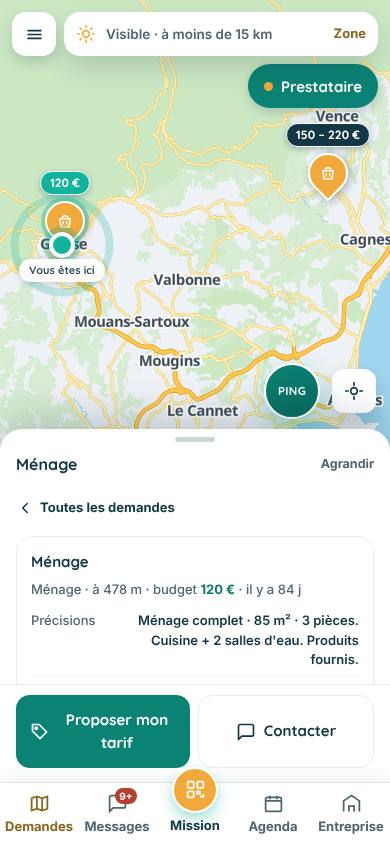 Visible · à moins de 15 km
Zone
Prestataire
Vence
150 – 220 €
120 €
Cagnes
Vous êtes ici
Valbonne
Mouans-Sartoux
Mougins
PING
Le Cannet
Ménage
Agrandir
Toutes les demandes
Ménage
Ménage · à 478 m · budget 120 € · il y a 84 j
Précisions
Ménage complet · 85 m² · 3 pièces.
Cuisine + 2 salles d'eau. Produits
fournis.
Proposer mon
tarif
Contacter
9+
Demandes
Messages
Mission
Agenda
Entreprise